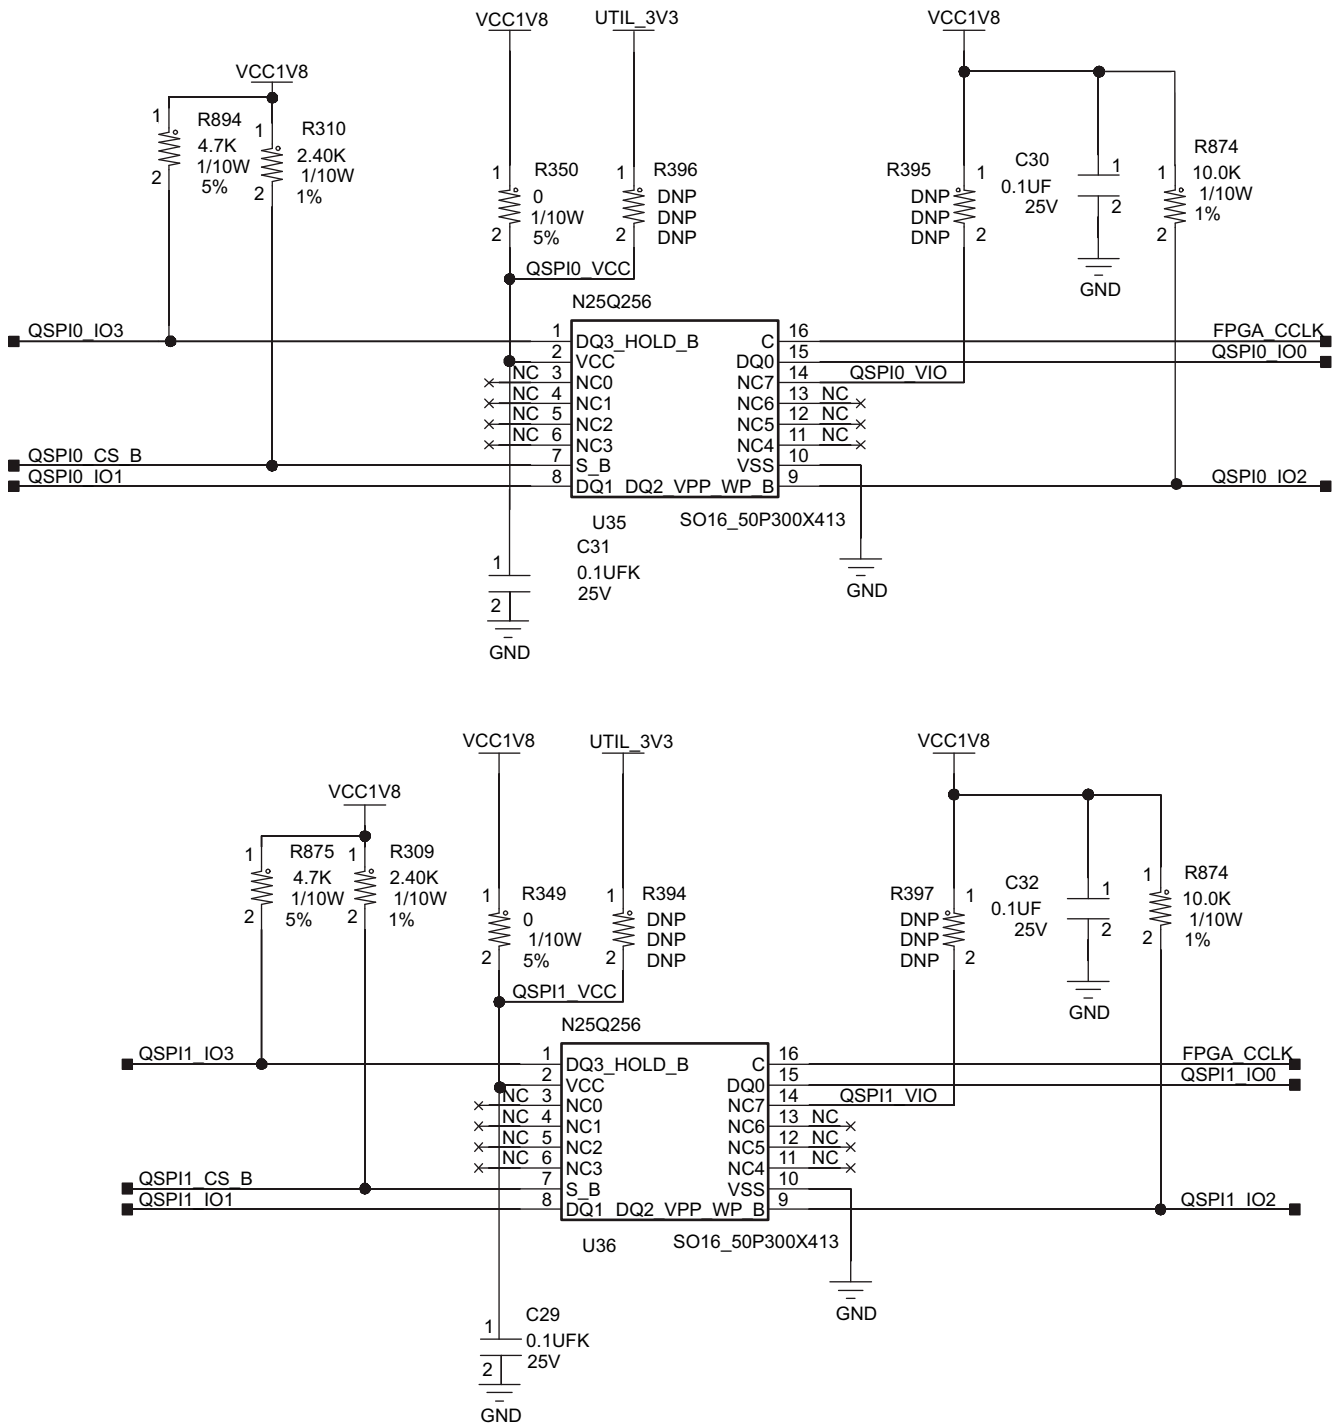 VCC1V8
UTIL_3V3
VCC1V8
VCC1V8
1
R894
4.7K
1/10W
5%
2
1
R310
2.40K
1/10W
1%
2
1
R350
0
1/10W
5%
2
1
R396
DNP
DNP
DNP
2
R395
DNP
DNP
DNP
1
2
C30
0.1UF
25V
1
2
GND
1
R874
10.0K
1/10W
1%
2
QSPI0_VCC
N25Q256
QSPI0_IO3
1
DQ3_HOLD_B
C
16
FPGA_CCLK
2
VCC
DQ0
15
QSPI0_IO0
NC 3
NC0
NC7
14
QSPI0_VIO
NC 4
NC1
NC6
13 NC
NC 5
NC2
NC5
12 NC
NC 6
NC3
NC4
11 NC
QSPI0_CS_B
7
S_B
VSS
10
QSPI0_IO1
8
DQ1 DQ2_VPP_WP_B
9
QSPI0_IO2
U35
SO16_50P300X413
C31
0.1UFK
25V
1
2
GND
GND
VCC1V8
UTIL_3V3
VCC1V8
VCC1V8
1
R875
4.7K
1/10W
5%
2
1
R309
2.40K
1/10W
1%
2
1
R349
0
1/10W
5%
2
1
R394
DNP
DNP
DNP
2
R397
DNP
DNP
DNP
1
2
C32
0.1UF
25V
1
2
GND
1
R874
10.0K
1/10W
1%
2
QSPI1_VCC
N25Q256
QSPI1_IO3
1
DQ3_HOLD_B
C
16
FPGA_CCLK
2
VCC
DQ0
15
QSPI1_IO0
NC 3
NC0
NC7
14
QSPI1_VIO
NC 4
NC1
NC6
13 NC
NC 5
NC2
NC5
12 NC
NC 6
NC3
NC4
11 NC
QSPI1_CS_B
7
S_B
VSS
10
QSPI1_IO1
8
DQ1 DQ2_VPP_WP_B
9
QSPI1_IO2
U36
SO16_50P300X413
GND
C29
0.1UFK
25V
1
2
GND